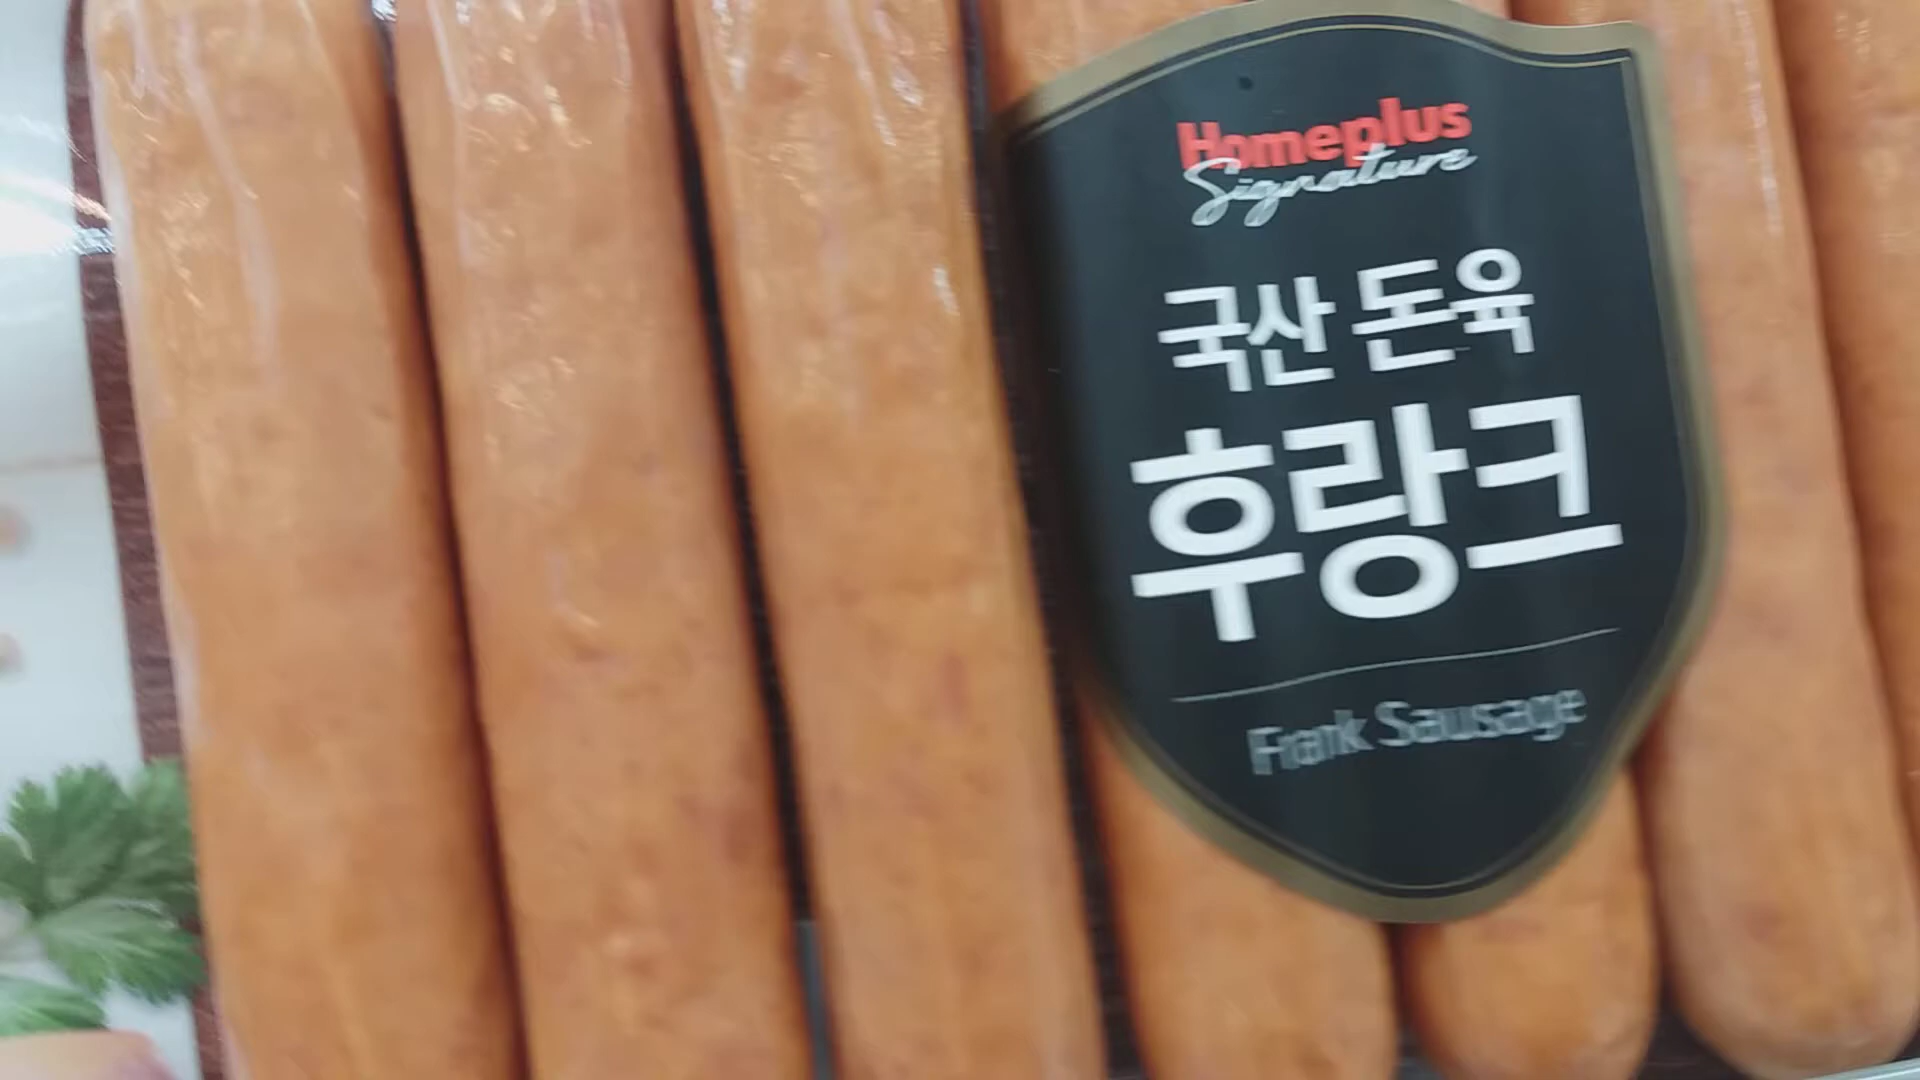 Homeplus
Signature
국산 돈육
후랑크
Frank Sausage